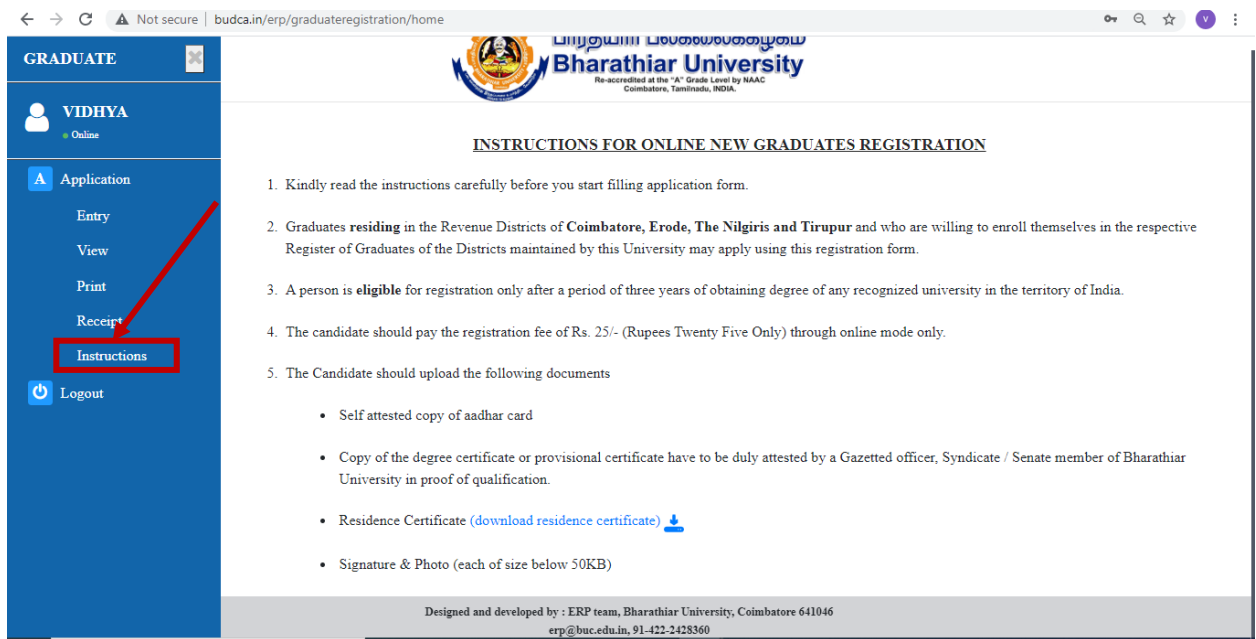 Not secure | budca.in/erp/graduateregistration/home
V
GRADUATE
VIDHYA
Online
A Application
Entry
View
Print
Receipt
Instructions
Logout
பாரதியார் பல்கலைக்கழகம்
Bharathiar University
Re-accredited at the "A" Grade Level by NAAC
Coimbatore, Tamilnadu, INDIA.
INSTRUCTIONS FOR ONLINE NEW GRADUATES REGISTRATION
1. Kindly read the instructions carefully before you start filling application form.
2. Graduates residing in the Revenue Districts of Coimbatore, Erode, The Nilgiris and Tirupur and who are willing to enroll themselves in the respective
Register of Graduates of the Districts maintained by this University may apply using this registration form.
3. A person is eligible for registration only after a period of three years of obtaining degree of any recognized university in the territory of India.
4. The candidate should pay the registration fee of Rs. 25/- (Rupees Twenty Five Only) through online mode only.
5. The Candidate should upload the following documents
• Self attested copy of aadhar card
• Copy of the degree certificate or provisional certificate have to be duly attested by a Gazetted officer, Syndicate / Senate member of Bharathiar
University in proof of qualification.
• Residence Certificate (download residence certificate)
• Signature & Photo (each of size below 50KB)
Designed and developed by : ERP team, Bharathiar University, Coimbatore 641046
erp@buc.edu.in, 91-422-2428360